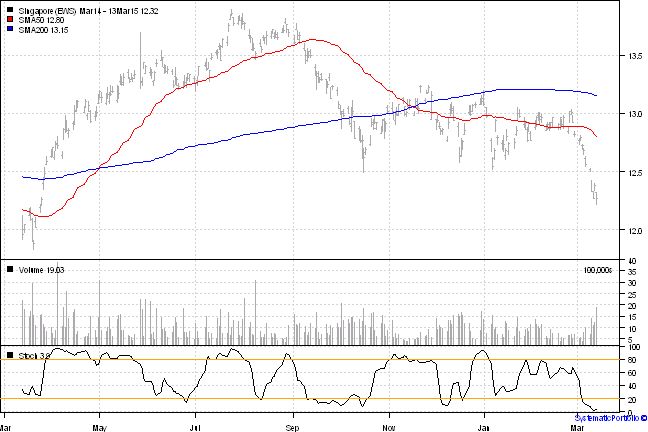 Singapore (EWS) Mar14 - 13Mar15 12.32
SMA50 12.80
SMA200 13.15
13.5
13.0
12.5
12.0
Volume 19.03
100,000s
40
35
30
25
20
15
10
5
Stoch 3.9
100
80
60
40
20
0
Mar May Jul Sep Nov Jan Mar
SystematicPortfolio ©